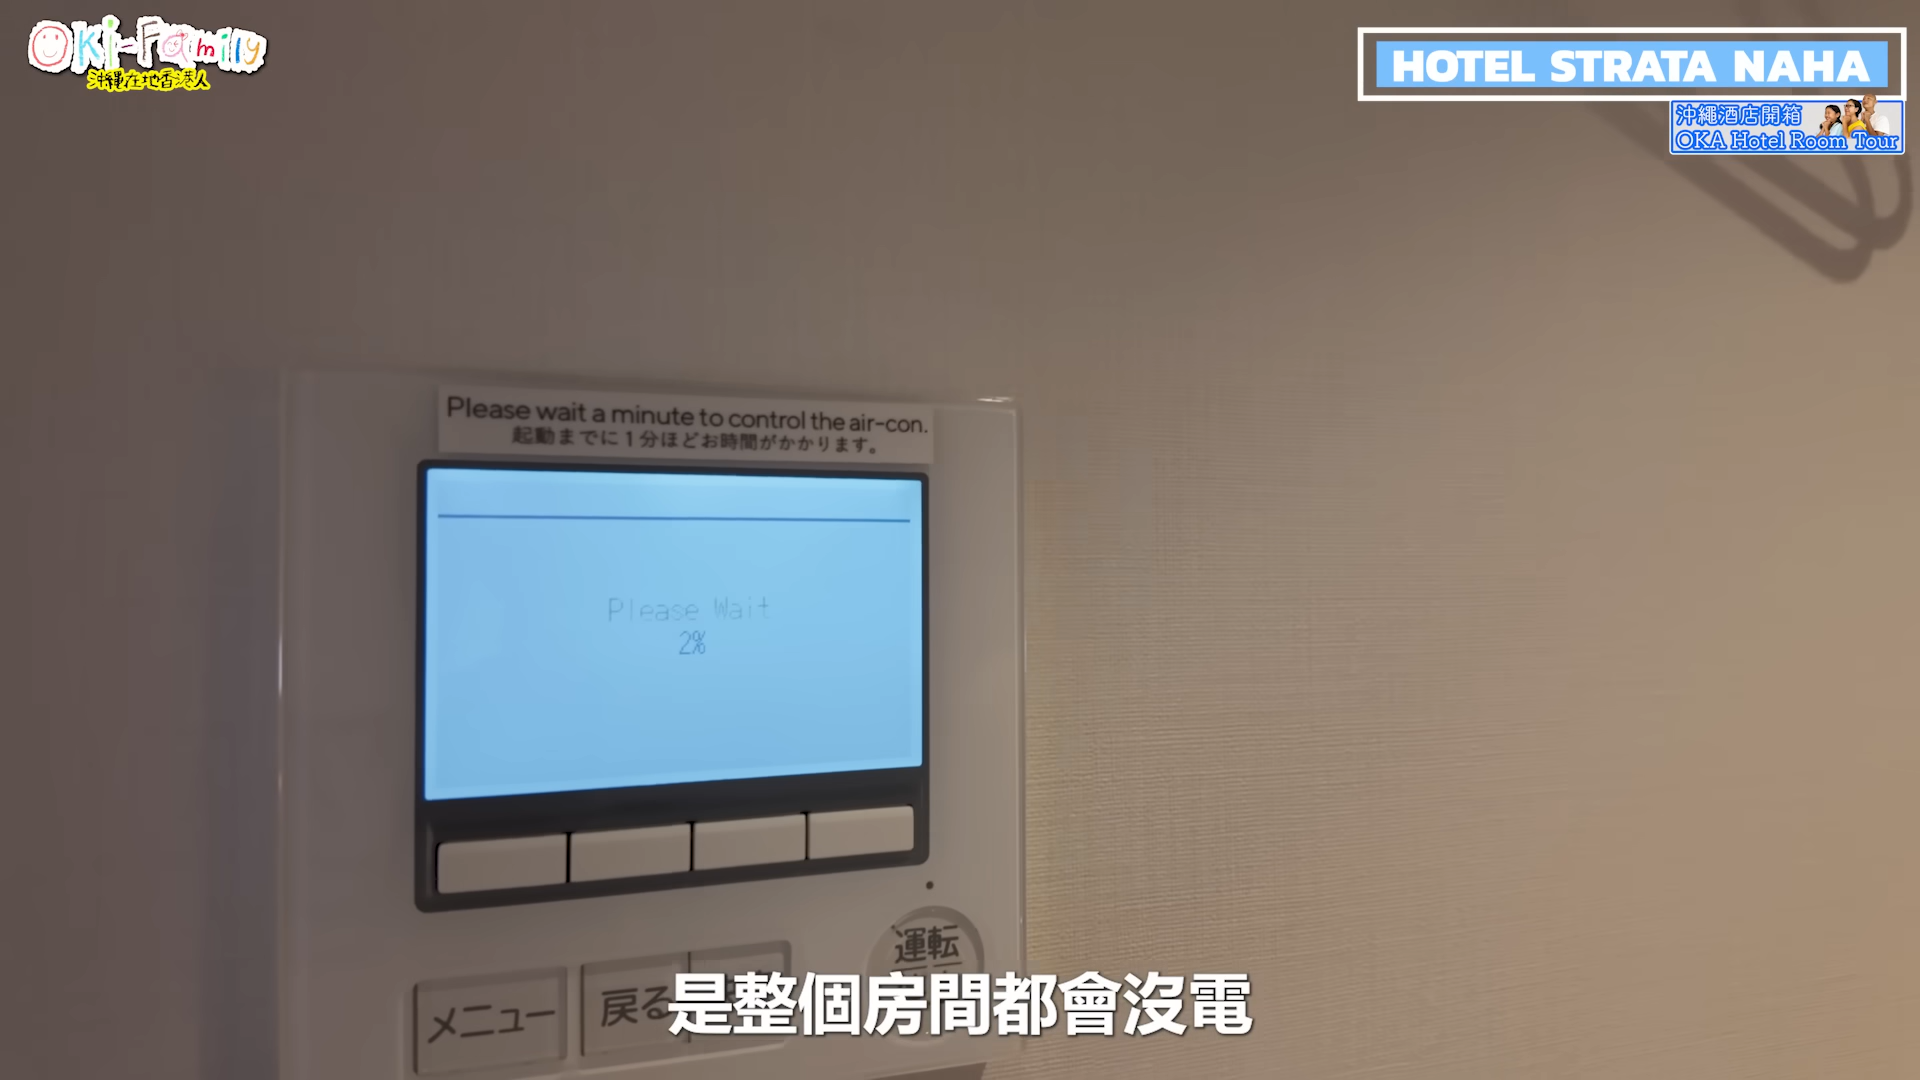 Oki-Family
沖縄在地香港人
HOTEL STRATA NAHA
沖繩酒店開箱
OKA Hotel Room Tour
Please wait a minute to control the air-con.
起動までに1分ほどお時間がかかります。
Please Wait
2%
運転
メニュー
戻る
是整個房間都會沒電